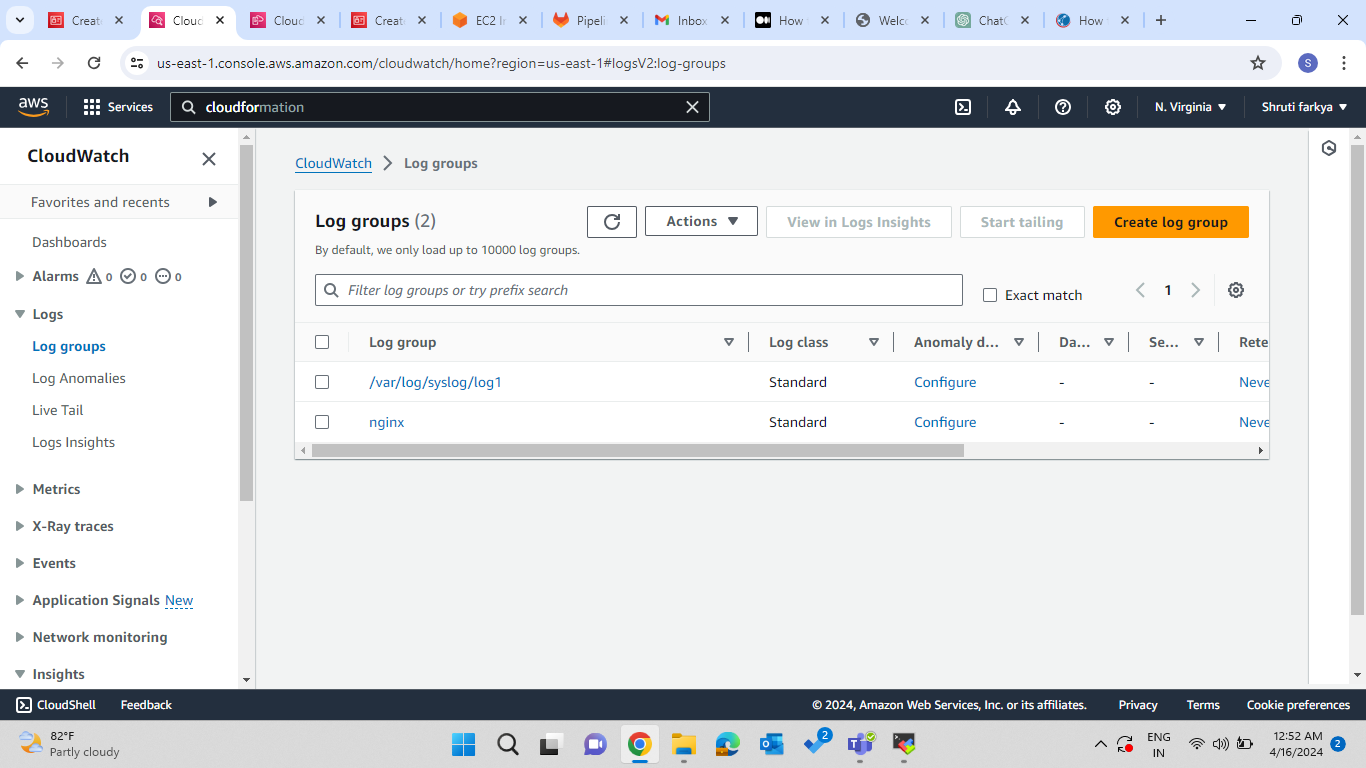 Create
Cloud
Cloud
Create
EC2 In
Pipeli
Inbox
How
Welco
ChatG
How
us-east-1.console.aws.amazon.com/cloudwatch/home?region=us-east-1#logsV2:log-groups
S
aws
Services
cloudformation
N. Virginia
Shruti farkya
CloudWatch
Favorites and recents
Dashboards
Alarms 0 0 0
Logs
Log groups
Log Anomalies
Live Tail
Logs Insights
Metrics
X-Ray traces
Events
Application Signals New
Network monitoring
Insights
CloudWatch > Log groups
Log groups (2)
Actions
View in Logs Insights
Start tailing
Create log group
By default, we only load up to 10000 log groups.
Filter log groups or try prefix search
Exact match
1
Log group Log class Anomaly d... Da... Se... Rete
/var/log/syslog/log1 Standard Configure - - Neve
nginx Standard Configure - - Neve
CloudShell Feedback © 2024, Amazon Web Services, Inc. or its affiliates. Privacy Terms Cookie preferences
82°F
Partly cloudy
2
ENG
IN
12:52 AM
4/16/2024
2